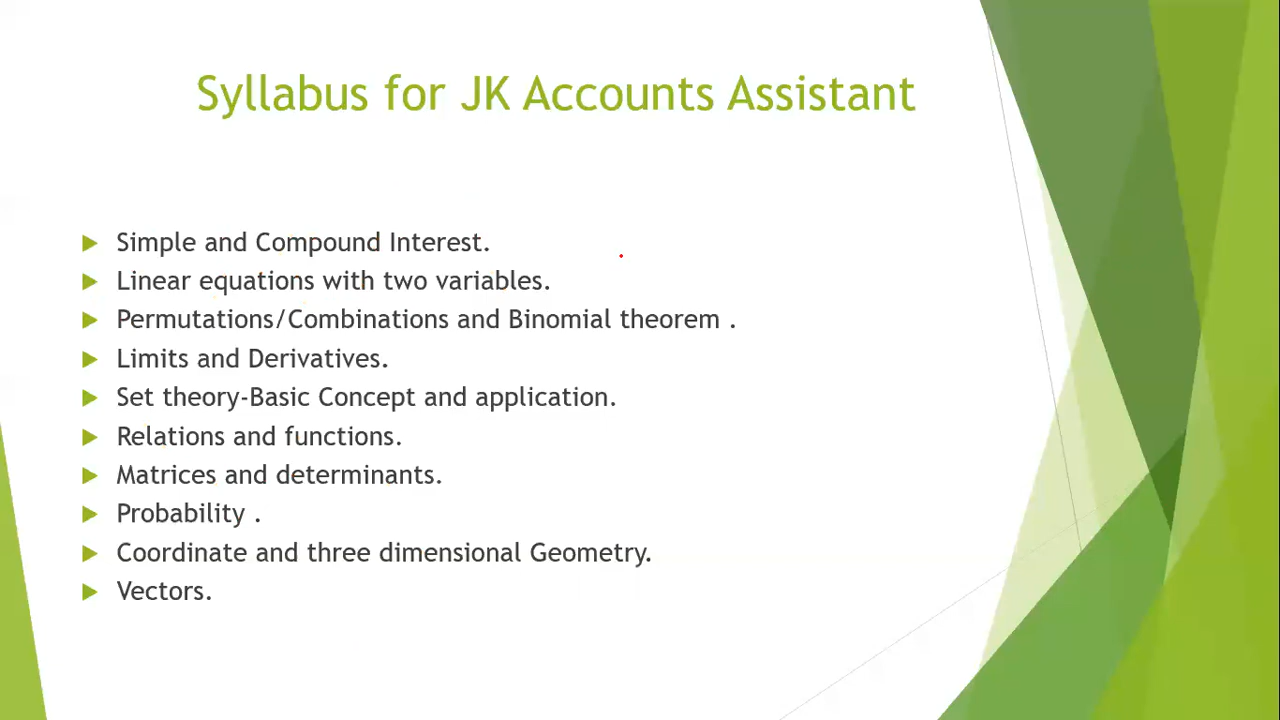 Syllabus for JK Accounts Assistant
Simple and Compound Interest.
Linear equations with two variables.
Permutations/Combinations and Binomial theorem .
Limits and Derivatives.
Set theory-Basic Concept and application.
Relations and functions.
Matrices and determinants.
Probability .
Coordinate and three dimensional Geometry.
Vectors.